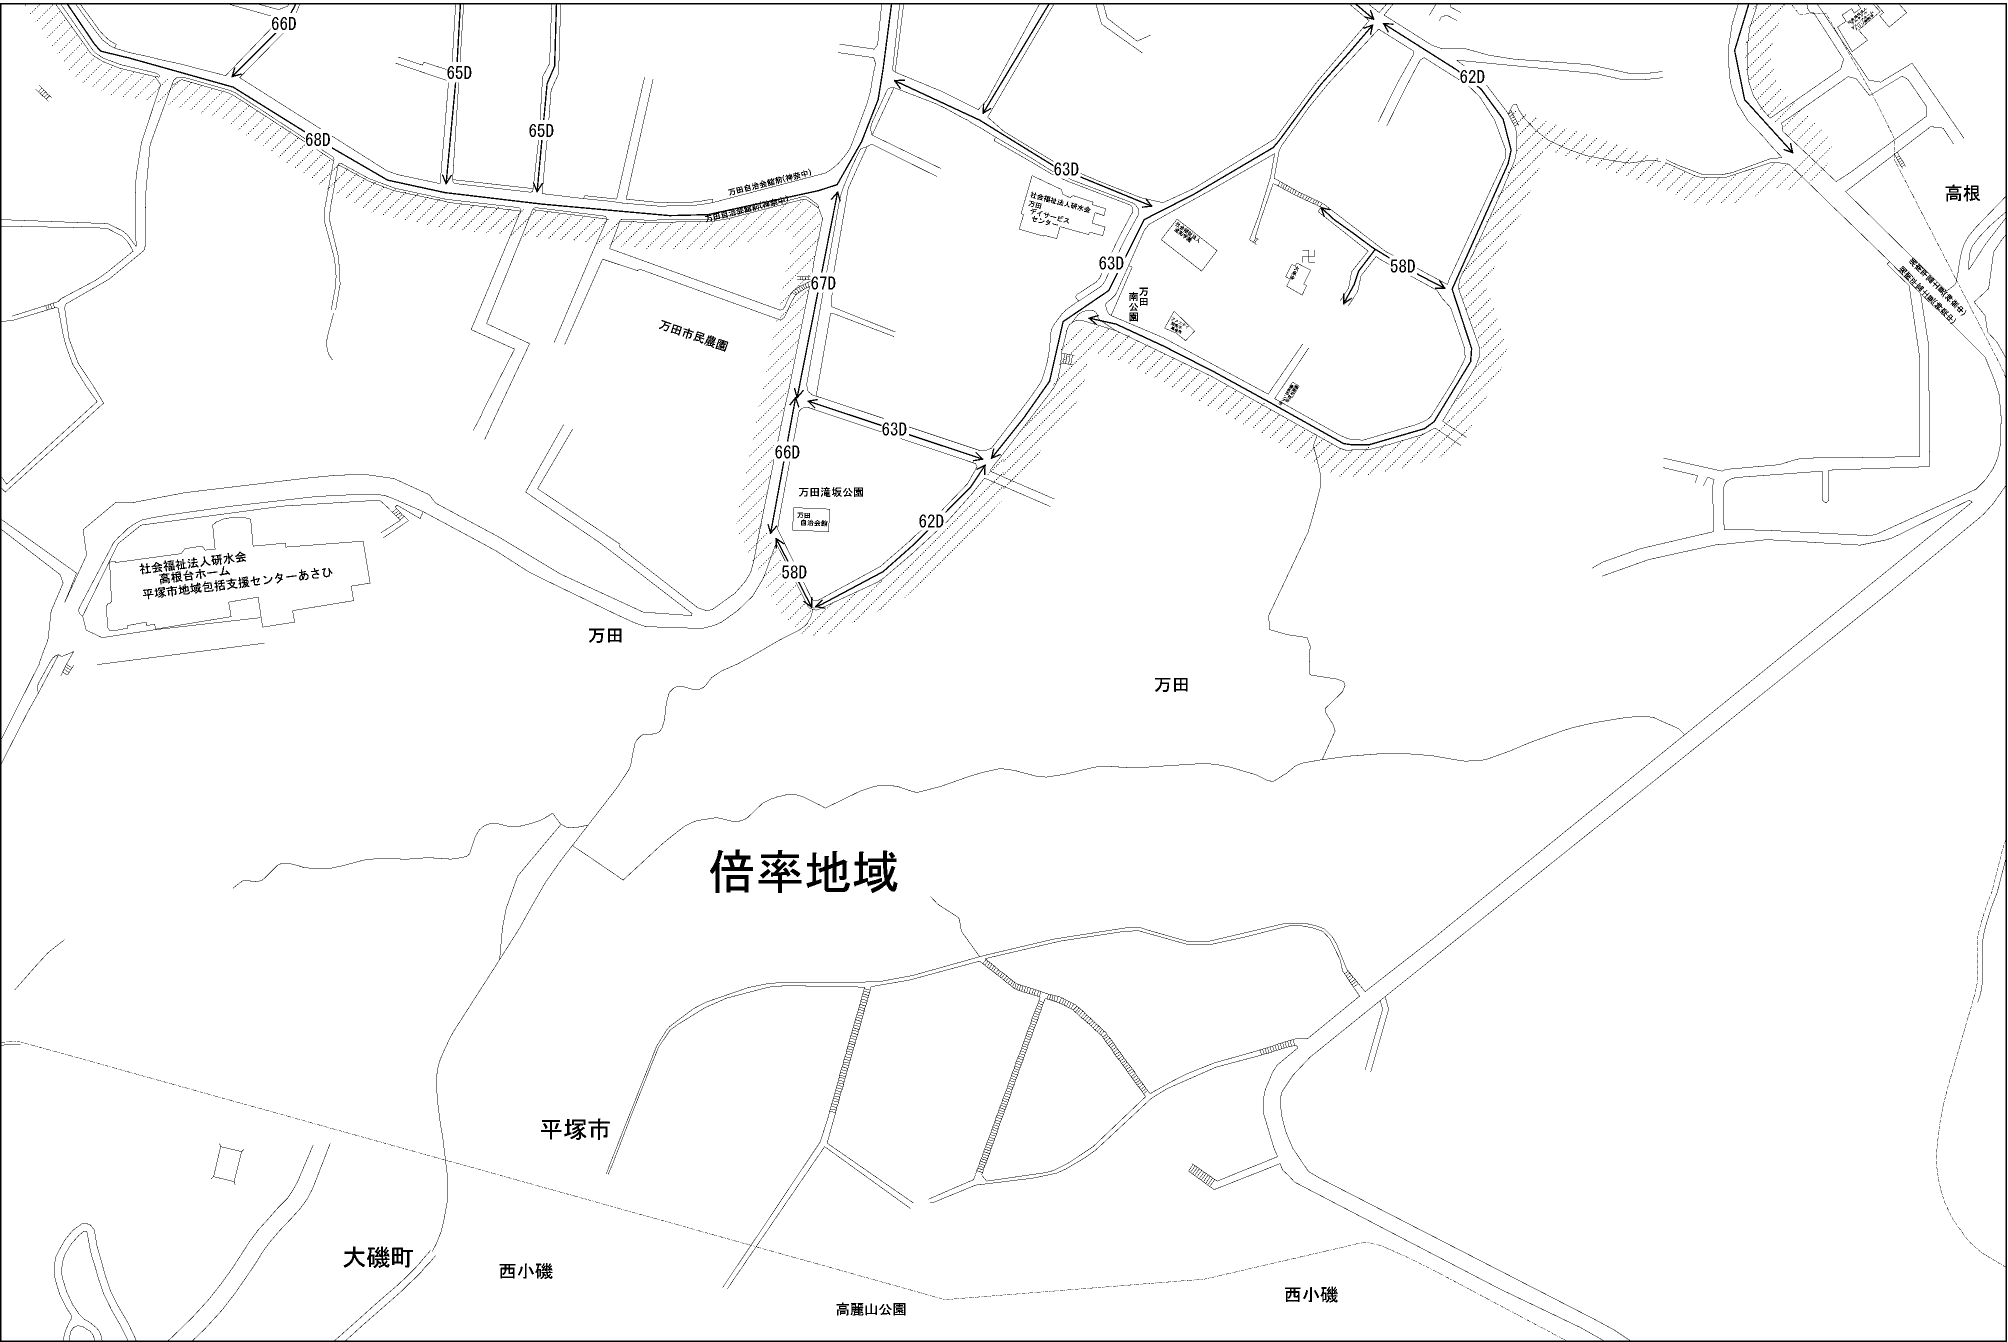 66D
65D
62D
65D
68D
63D
万田自治会館前(神奈中)
万田自治会館前(神奈中)
社会福祉法人研水会
万田
デイサービス
センター
高根
63D
58D
67D
万田
南公園
万田市民農園
63D
66D
万田滝坂公園
万田
自治会館
62D
58D
社会福祉法人研水会
高根台ホーム
平塚市地域包括支援センターあさひ
万田
万田
倍率地域
平塚市
大磯町
西小磯
西小磯
高麗山公園